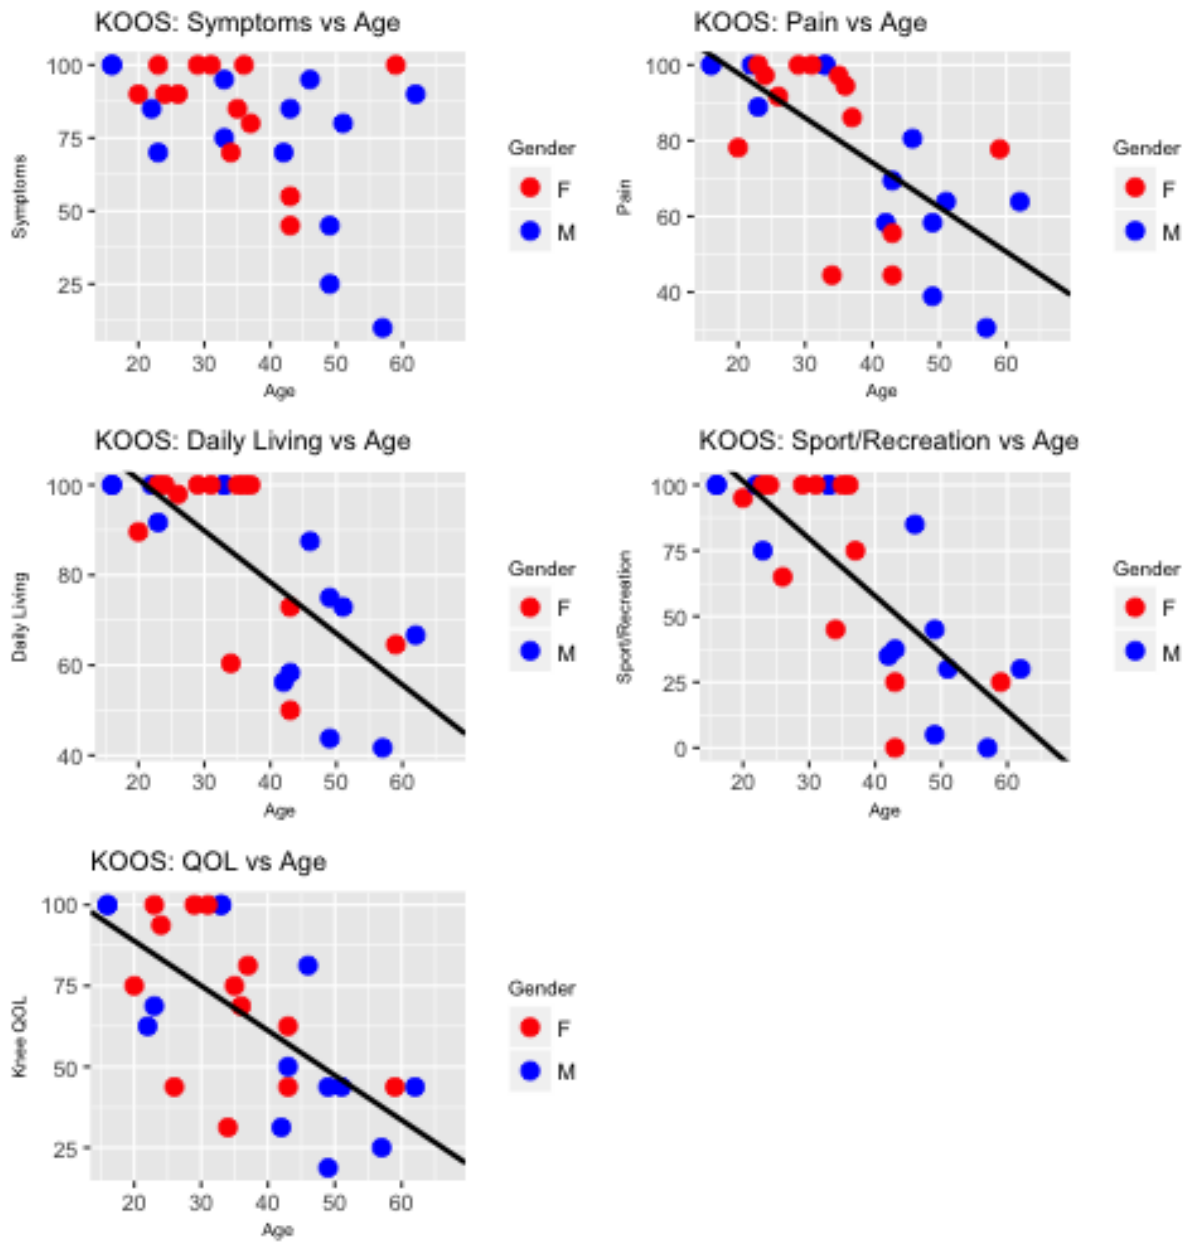 KOOS: Symptoms vs Age
100
75
50
25
Symptoms
20 30 40 50 60
Age
Gender
F
M
KOOS: Pain vs Age
100
80
60
40
Pain
20 30 40 50 60
Age
Gender
F
M
KOOS: Daily Living vs Age
100
80
60
40
Daily Living
20 30 40 50 60
Age
Gender
F
M
KOOS: Sport/Recreation vs Age
100
75
50
25
0
Sport/Recreation
20 30 40 50 60
Age
Gender
F
M
KOOS: QOL vs Age
100
75
50
25
Knee QOL
20 30 40 50 60
Age
Gender
F
M